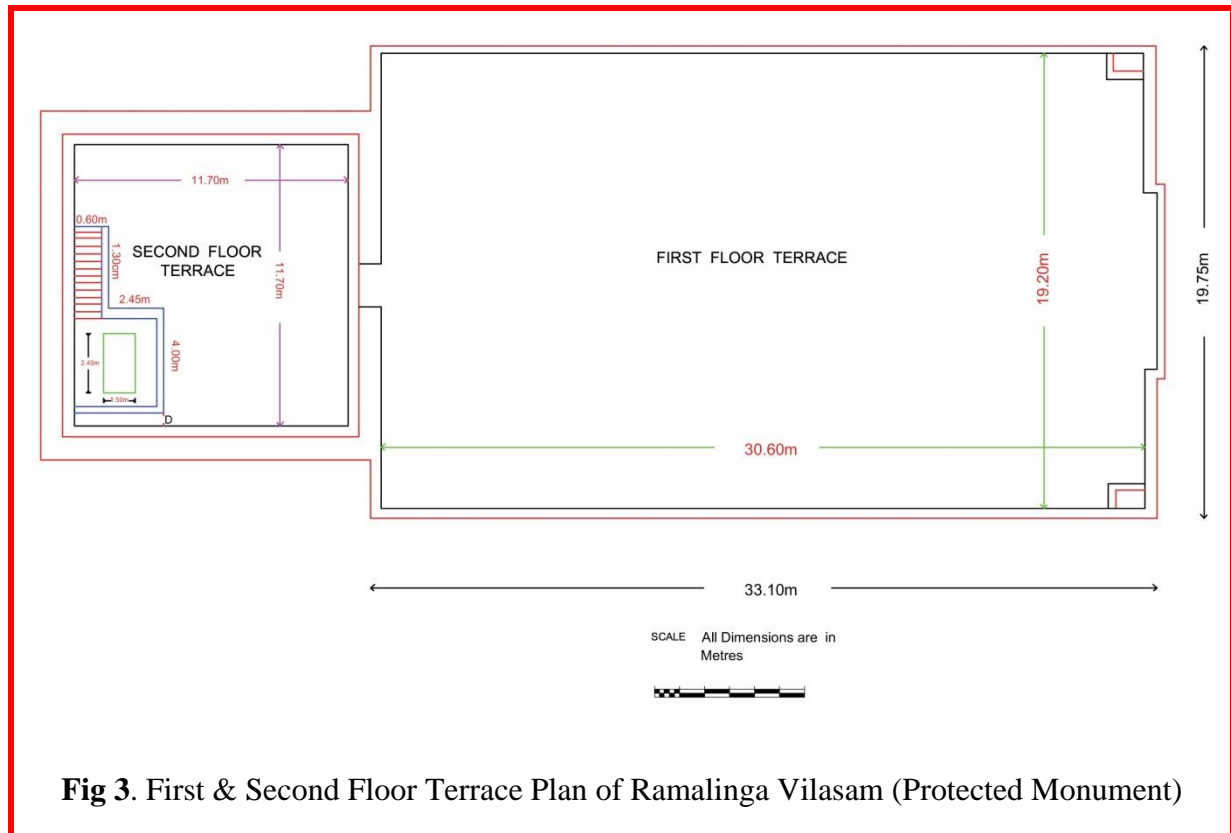 11.70m
0.60m
1.30cm
SECOND FLOOR
TERRACE
11.70m
2.45m
4.00m
2.45m
1.50m
D
FIRST FLOOR TERRACE
19.20m
19.75m
30.60m
33.10m
SCALE All Dimensions are in
Metres
Fig 3. First & Second Floor Terrace Plan of Ramalinga Vilasam (Protected Monument)